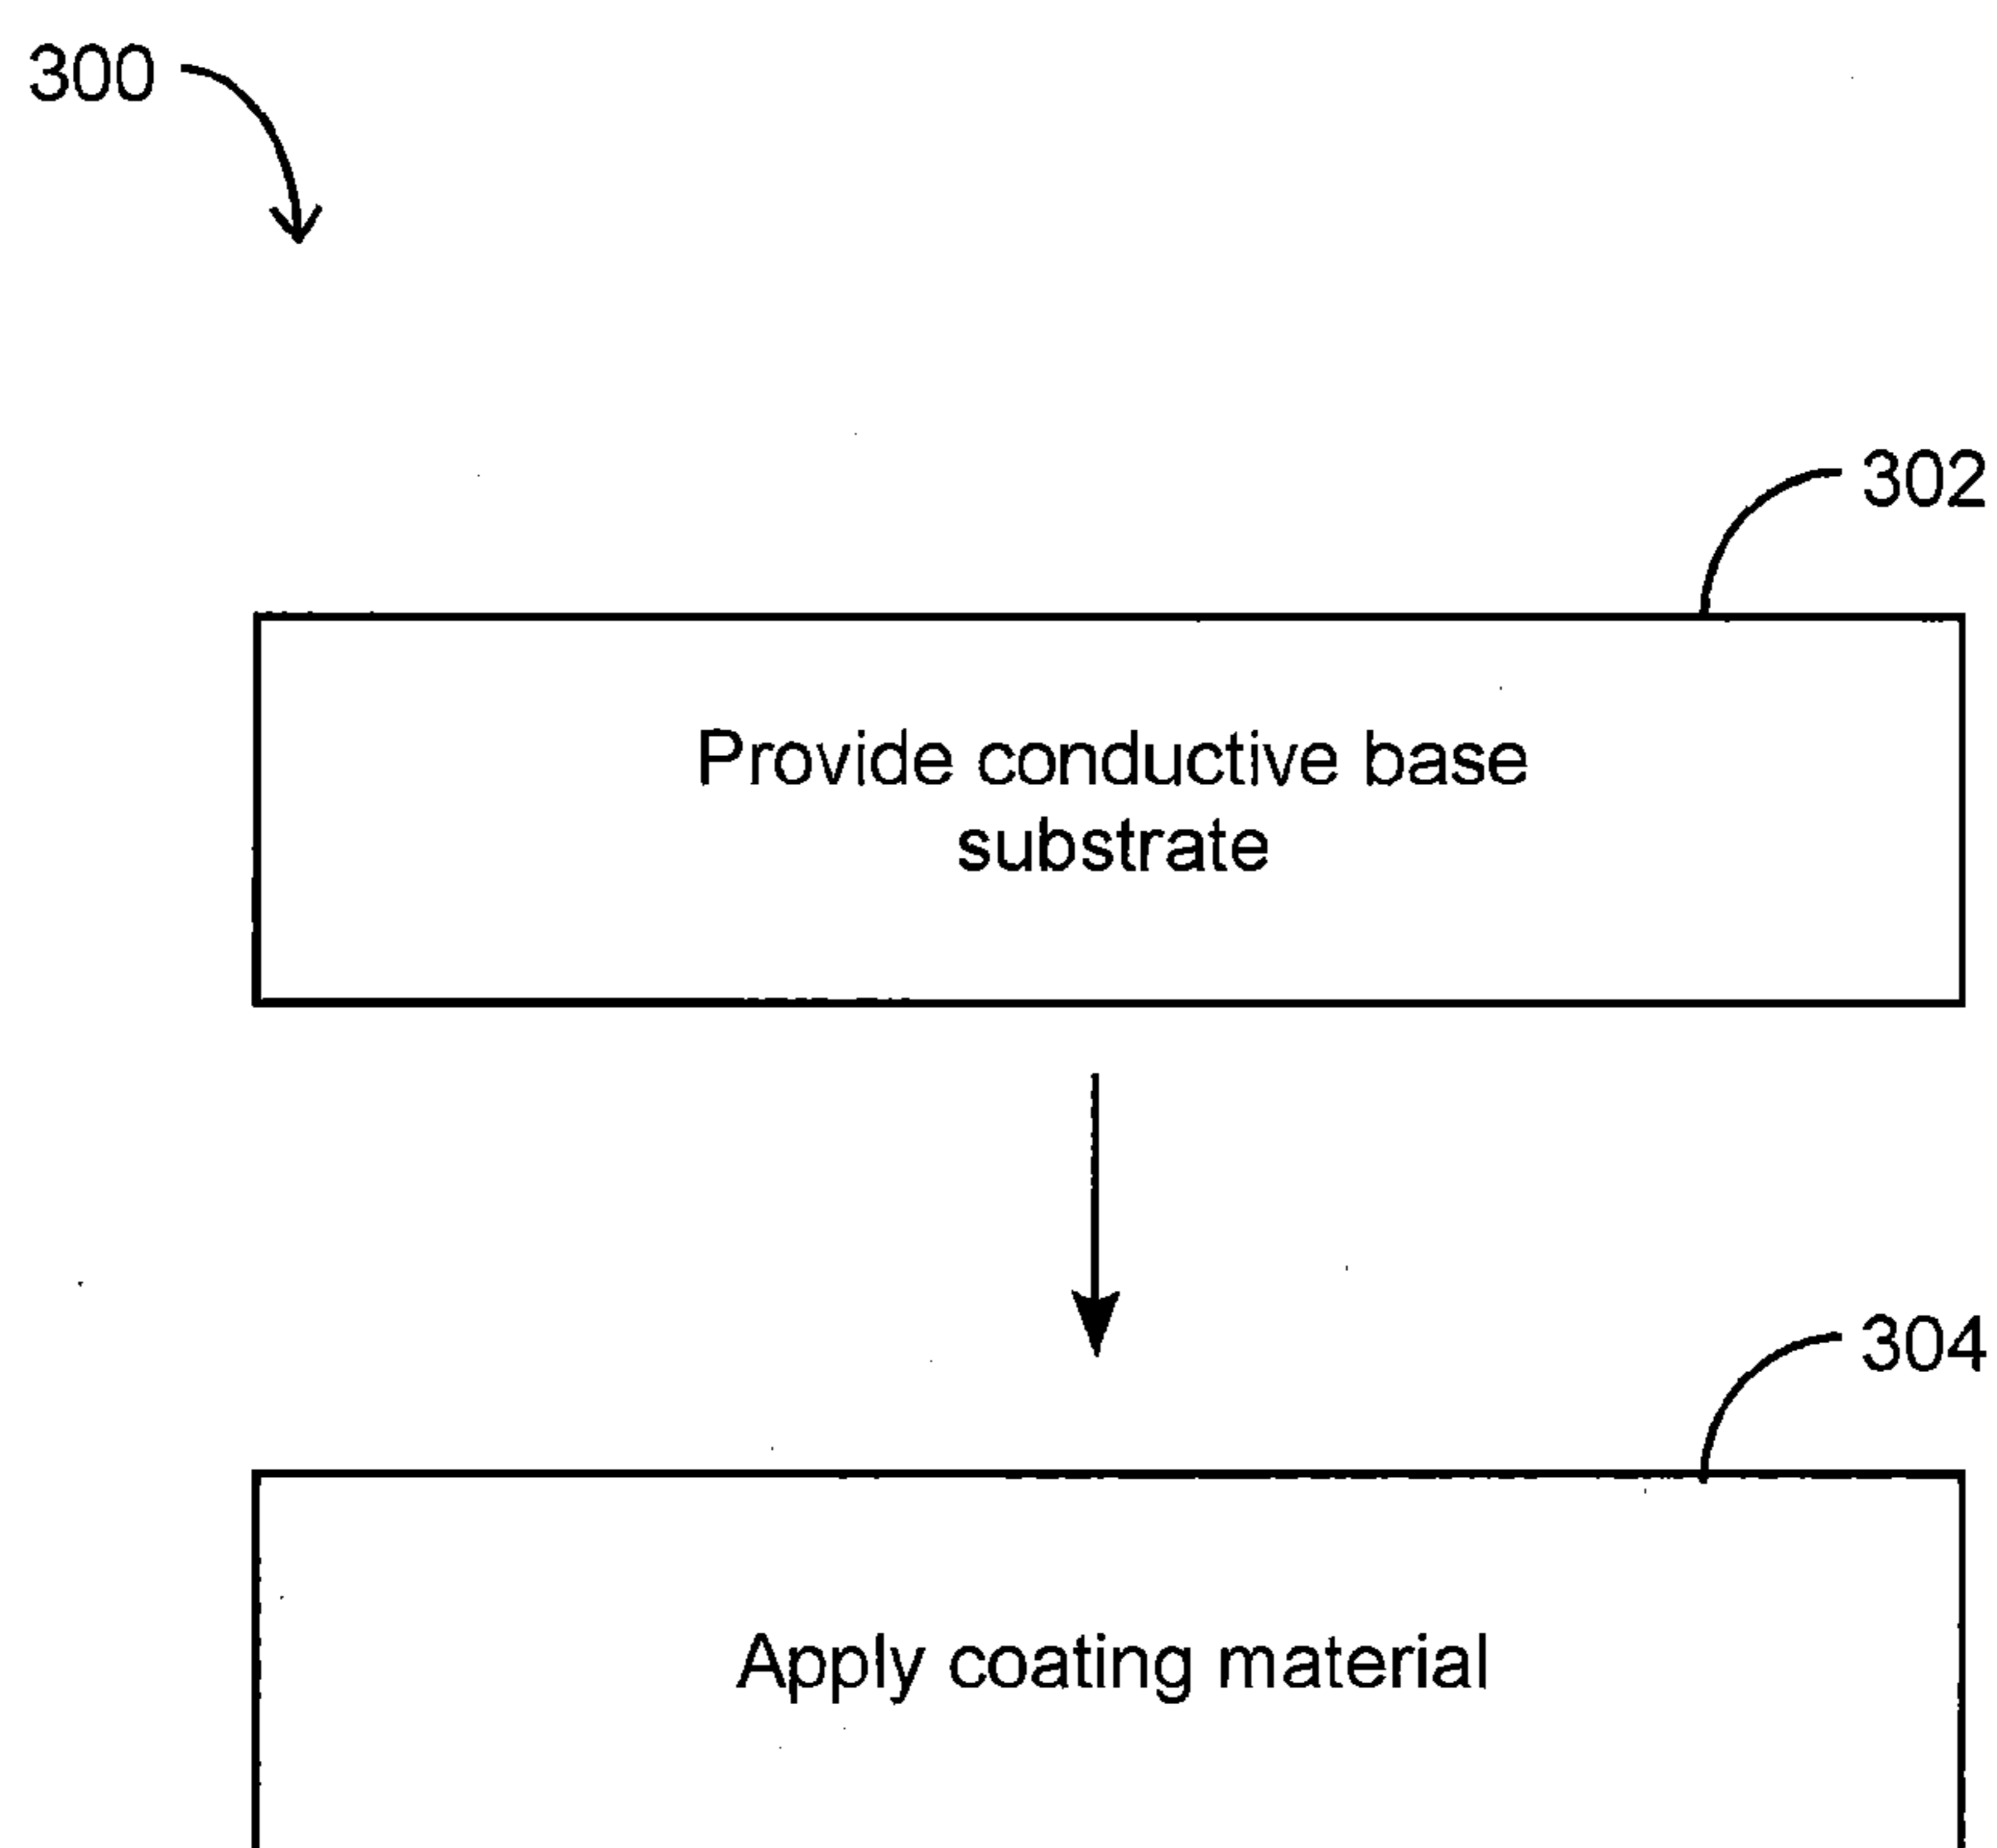 300
302
Provide conductive base
substrate
304
Apply coating material